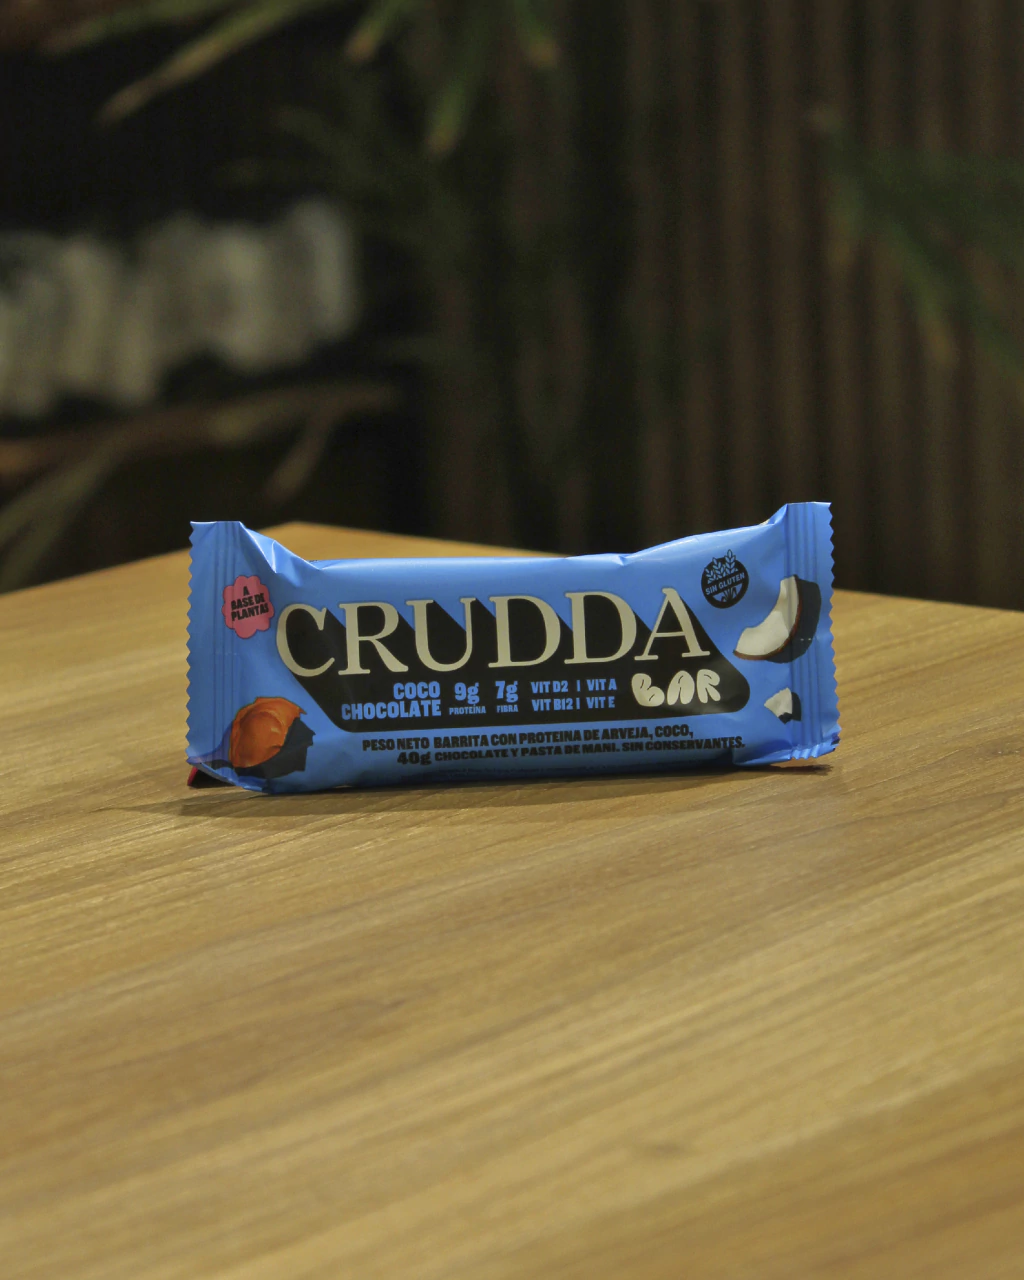 A
BASE DE
PLANTAS
SIN GLUTEN
CRUDDA
BAR
COCO
CHOCOLATE
9g
PROTEINA
7g
FIBRA
VIT D2 | VIT A
VIT B12 | VIT E
PESO NETO
40g
BARRITA CON PROTEINA DE ARVEJA, COCO,
CHOCOLATE Y PASTA DE MANI. SIN CONSERVANTES.